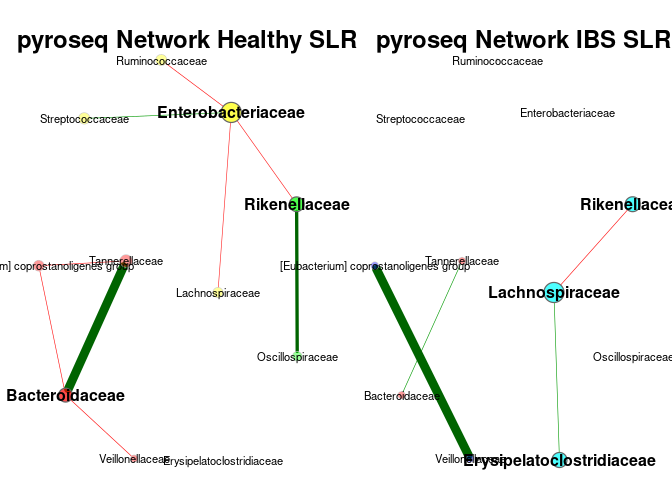 pyroseq Network Healthy SLR
pyroseq Network IBS SLR
Ruminococcaceae
Ruminococcaceae
Streptococcaceae
Enterobacteriaceae
Streptococcaceae
Enterobacteriaceae
Rikenellaceae
Rikenellacea
m] coprostanoligenes group
Tannerellaceae
[Eubacterium] coprostanoligenes group
Tannerellaceae
Lachnospiraceae
Lachnospiraceae
Oscillospiraceae
Oscillospiraceae
Bacteroidaceae
Bacteroidaceae
Veillonellaceae
Erysipelatoclostridiaceae
Veillonellaceae
Erysipelatoclostridiaceae